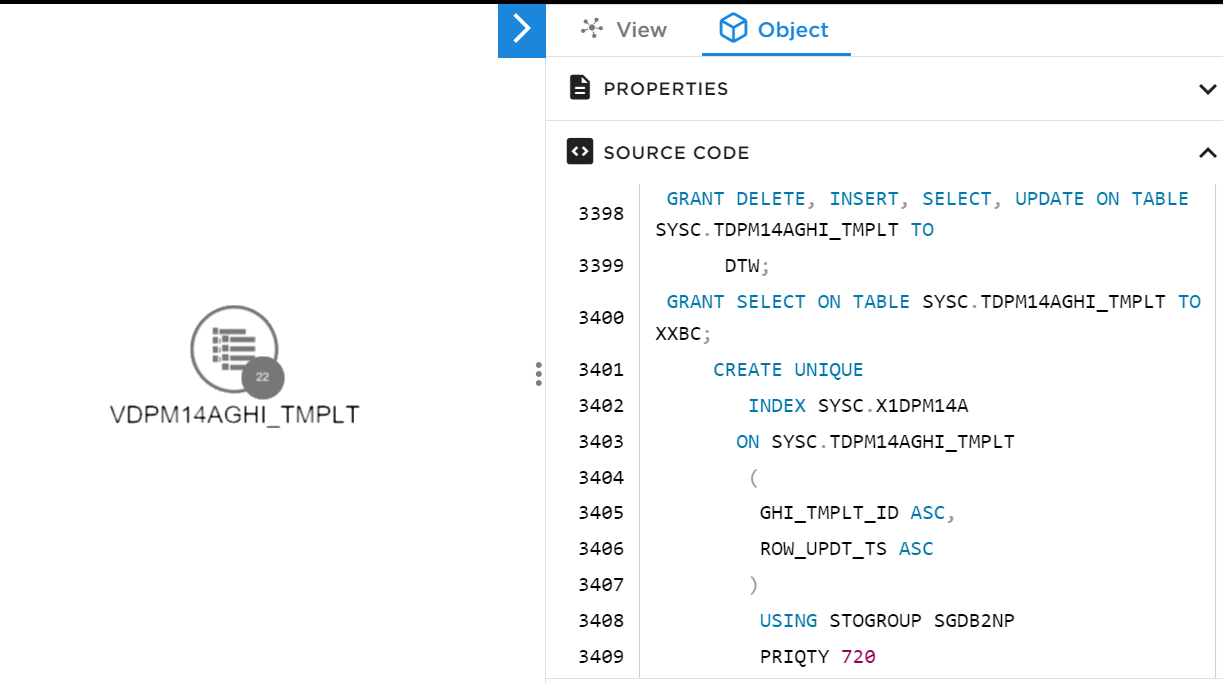 View
Object
PROPERTIES
SOURCE CODE
3398 GRANT DELETE, INSERT, SELECT, UPDATE ON TABLE
SYSC.TDPM14AGHI_TMPLT TO
3399 DTW;
3400 GRANT SELECT ON TABLE SYSC.TDPM14AGHI_TMPLT TO
XXBC;
3401 CREATE UNIQUE
3402 INDEX SYSC.X1DPM14A
3403 ON SYSC.TDPM14AGHI_TMPLT
3404 (
3405 GHI_TMPLT_ID ASC,
3406 ROW_UPDT_TS ASC
3407 )
3408 USING STOGROUP SGDB2NP
3409 PRIQTY 720
22
VDPM14AGHI_TMPLT